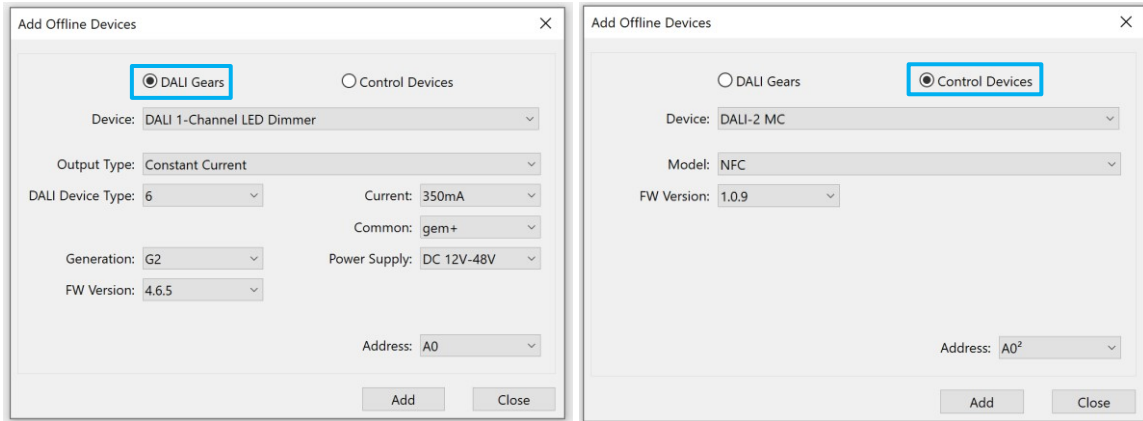 Add Offline Devices
DALI Gears Control Devices
Device: DALI 1-Channel LED Dimmer
Output Type: Constant Current
DALI Device Type: 6 Current: 350mA
Common: gem+
Generation: G2 Power Supply: DC 12V-48V
FW Version: 4.6.5
Address: A0
Add Close
Add Offline Devices
DALI Gears Control Devices
Device: DALI-2 MC
Model: NFC
FW Version: 1.0.9
Address: A0²
Add Close